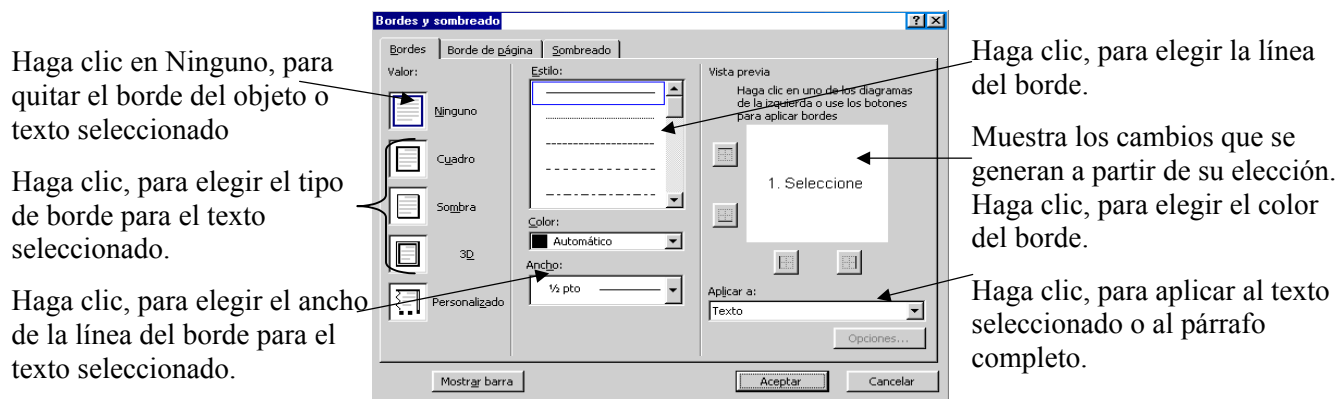 Haga clic en Ninguno, para
quitar el borde del objeto o
texto seleccionado
Haga clic, para elegir el tipo
de borde para el texto
seleccionado.
Haga clic, para elegir el ancho
de la línea del borde para el
texto seleccionado.
Bordes y sombreado
Bordes
Borde de página
Sombreado
Valor:
Ninguno
Cuadro
Sombra
3D
Personalizado
Estilo:
Color:
Automático
Ancho:
½ pto
Vista previa
Haga clic en uno de los diagramas
de la izquierda o use los botones
para aplicar bordes
1. Seleccione
Aplicar a:
Texto
Opciones...
Mostrar barra
Aceptar
Cancelar
Haga clic, para elegir la línea
del borde.
Muestra los cambios que se
generan a partir de su elección.
Haga clic, para elegir el color
del borde.
Haga clic, para aplicar al texto
seleccionado o al párrafo
completo.